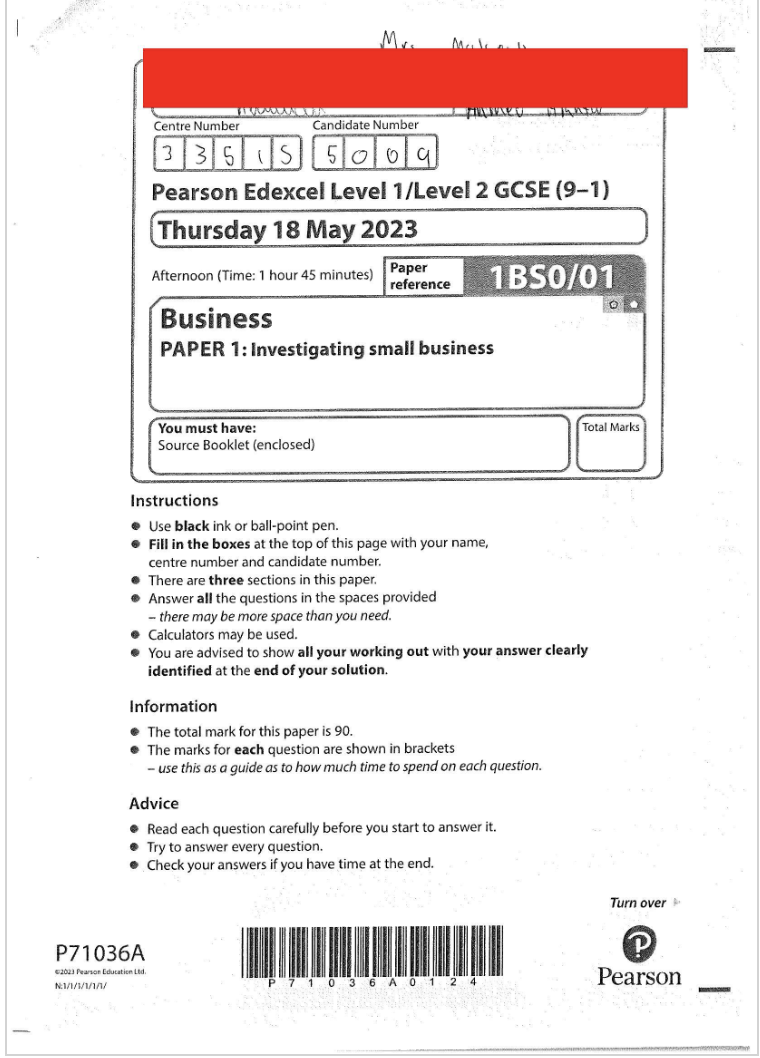 Mrs
Centre Number
Candidate Number
3 3 5 1 5
5 0 0 9
Pearson Edexcel Level 1/Level 2 GCSE (9–1)
Thursday 18 May 2023
Afternoon (Time: 1 hour 45 minutes)
Paper reference
1BS0/01
Business
PAPER 1: Investigating small business
You must have:
Source Booklet (enclosed)
Total Marks
Instructions
● Use black ink or ball-point pen.
● Fill in the boxes at the top of this page with your name,
centre number and candidate number.
● There are three sections in this paper.
● Answer all the questions in the spaces provided
– there may be more space than you need.
● Calculators may be used.
● You are advised to show all your working out with your answer clearly
identified at the end of your solution.
Information
● The total mark for this paper is 90.
● The marks for each question are shown in brackets
– use this as a guide as to how much time to spend on each question.
Advice
● Read each question carefully before you start to answer it.
● Try to answer every question.
● Check your answers if you have time at the end.
Turn over
P71036A
©2023 Pearson Education Ltd.
N:1/1/1/1/1/
P 7 1 0 3 6 A 0 1 2 4
Pearson